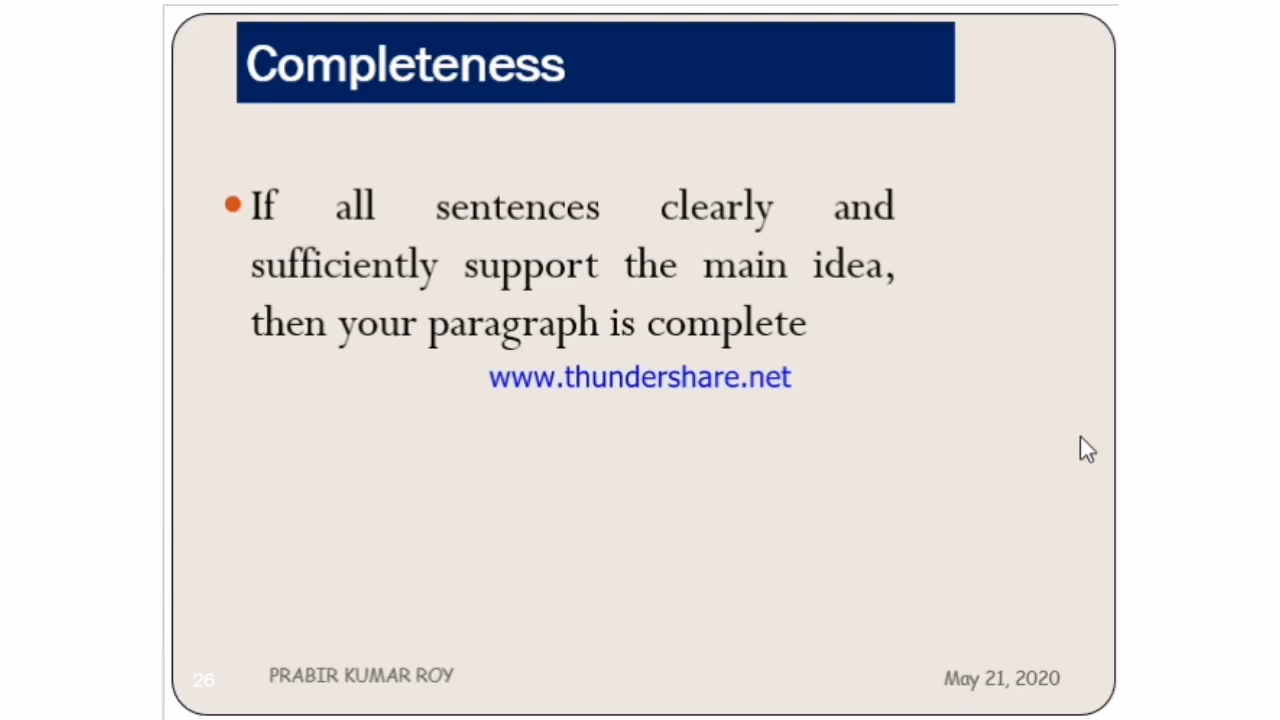 Completeness
If all sentences clearly and
sufficiently support the main idea,
then your paragraph is complete
www.thundershare.net
26 PRABIR KUMAR ROY May 21, 2020